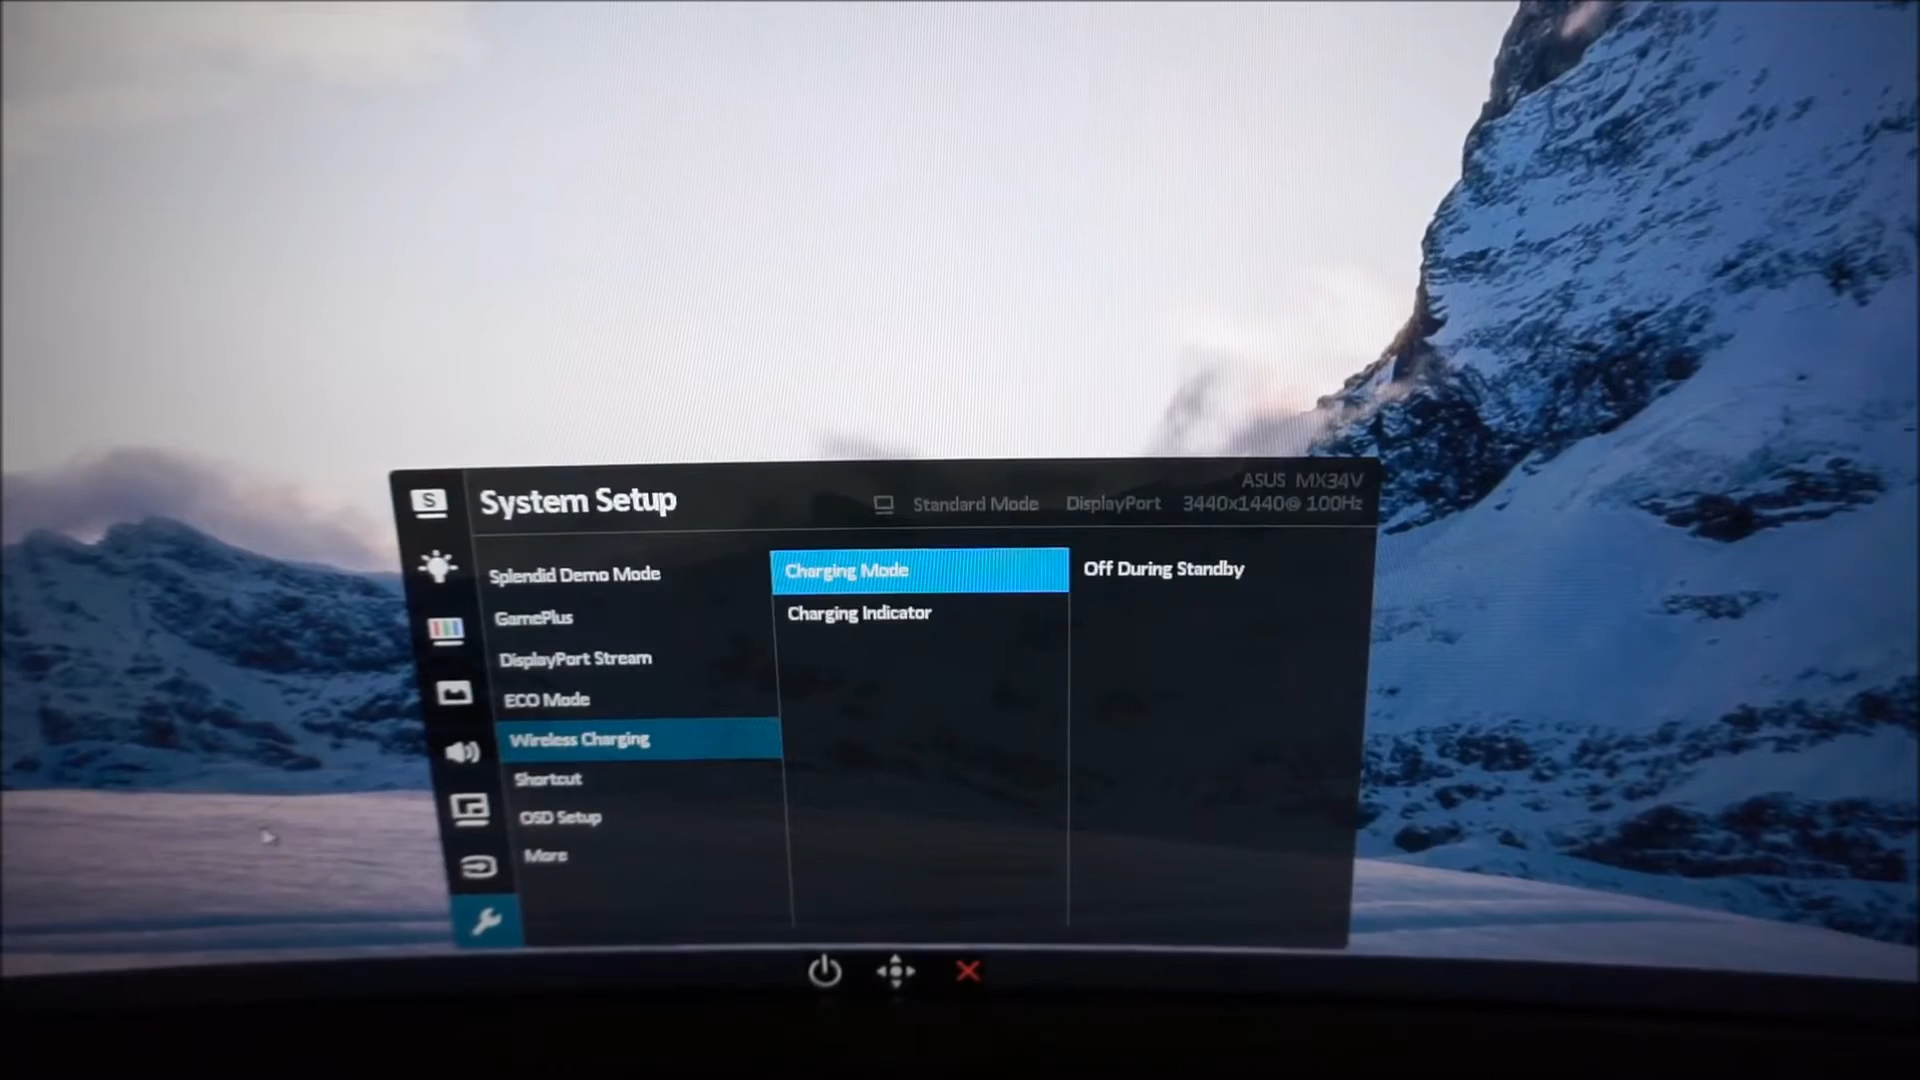 S
System Setup
ASUS MX34V
Standard Mode DisplayPort 3440x1440@ 100Hz
Splendid Demo Mode
GamePlus
DisplayPort Stream
ECO Mode
Wireless Charging
Shortcut
OSD Setup
More
Charging Mode
Charging Indicator
Off During Standby